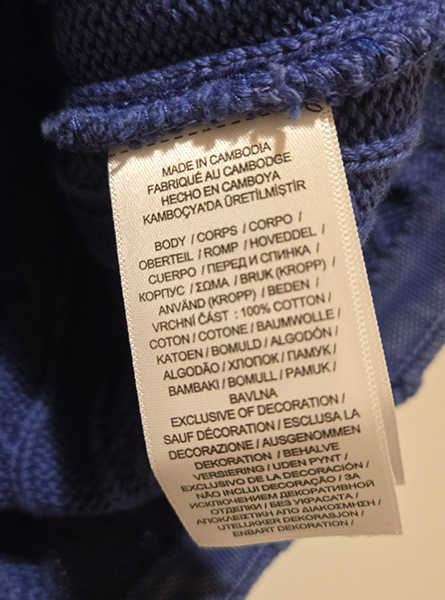 MADE IN CAMBODIA
FABRIQUÉ AU CAMBODGE
HECHO EN CAMBOYA
KAMBOÇYA'DA ÜRETİLMİŞTİR
BODY / CORPS / CORPO /
OBERTEIL / ROMP / HOVEDDEL /
CUERPO / ПЕРЕД И СПИНКА /
КОРПУС / ΣΩΜΑ / BRUK (KROPP) /
ANVÄND (KROPP) / BEDEN /
VRCHNÍ ČÁST : 100% COTTON /
COTON / COTONE / BAUMWOLLE /
KATOEN / BOMULD / ALGODÓN /
ALGODÃO / ХЛОПОК / ПАМУК /
BAMBAKI / BOMULL / PAMUK /
BAVLNA
EXCLUSIVE OF DECORATION /
SAUF DÉCORATION / ESCLUSA LA
DECORAZIONE / AUSGENOMMEN
DEKORATION / BEHALVE
VERSIERING / UDEN PYNT /
EXCLUSIVO DE LA DECORACIÓN /
NÃO INCLUI DECORAÇÃO / ЗА
ИСКЛЮЧЕНИЕМ ДЕКОРАТИВНОЙ
ОТДЕЛКИ / БЕЗ УКРАСАТА /
ΑΠΟΚΛΕΙΣΤΙΚΗ ΑΠΟ ΔΙΑΚΟΣΜΗΣΗ /
UTELUKKER DEKORASJON /
ENBART DEKORATION /